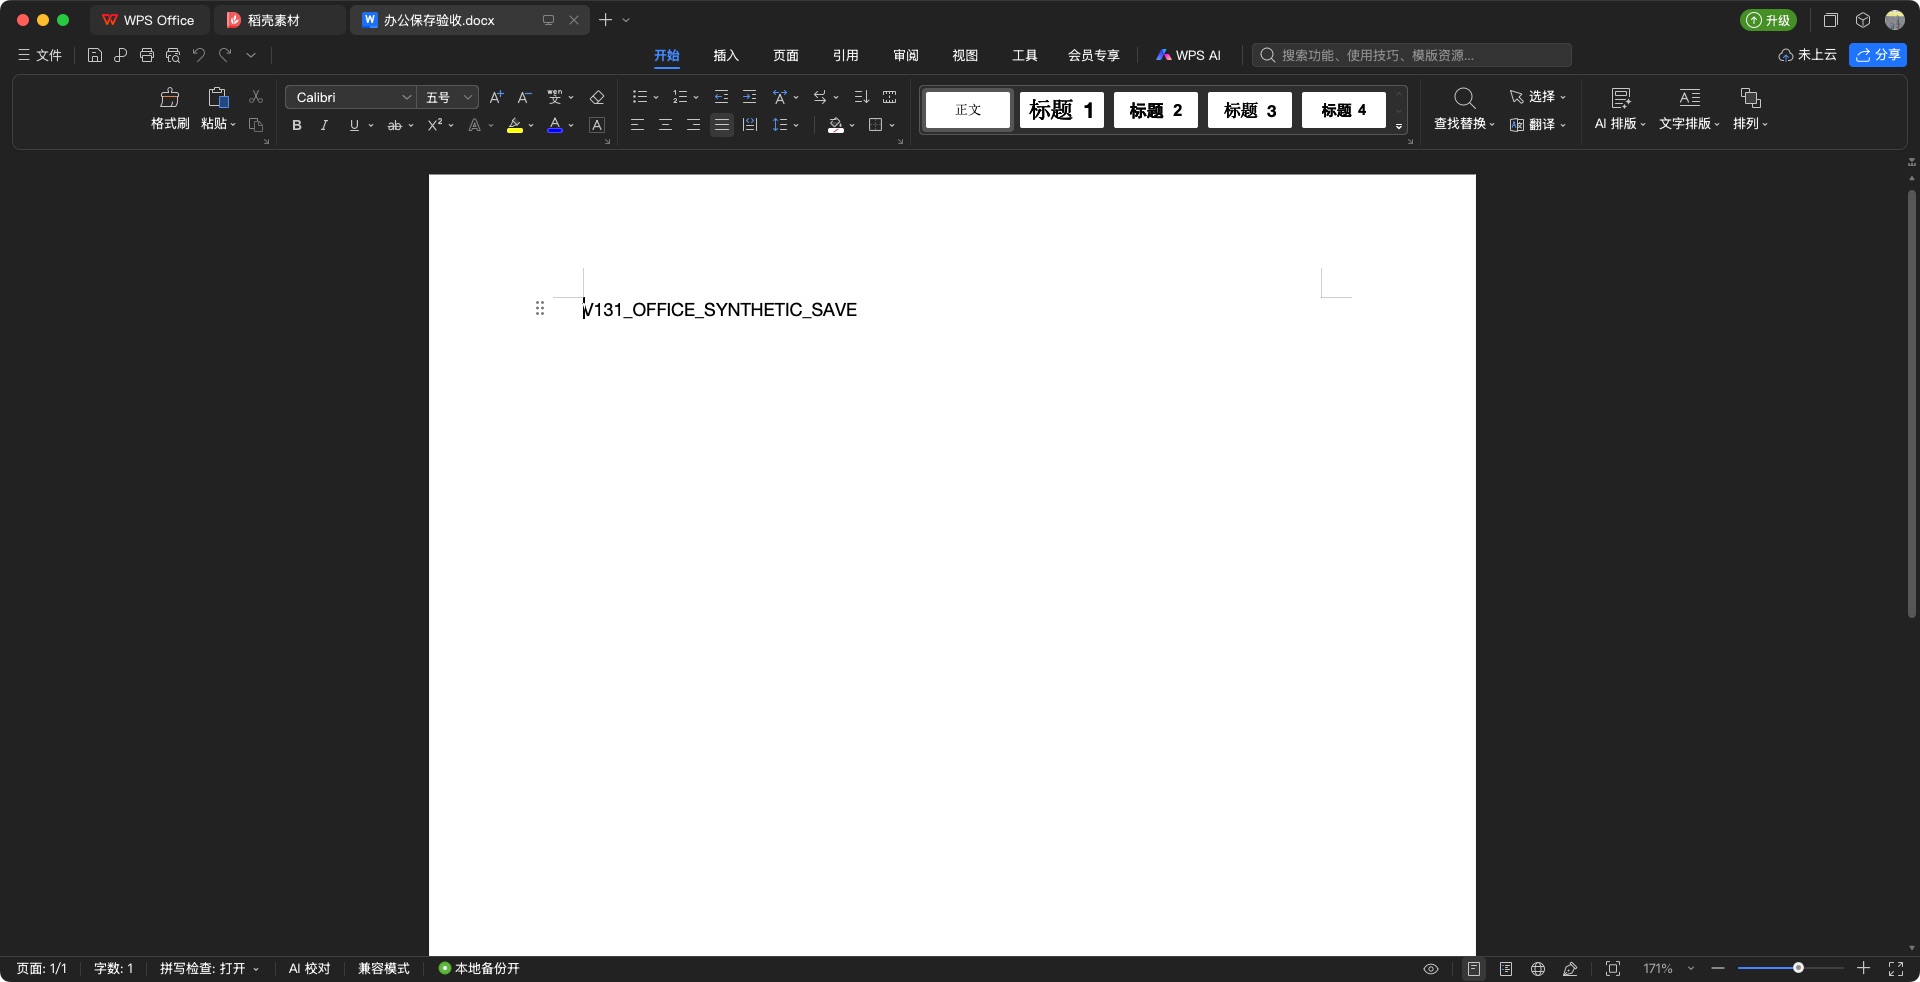 WPS Office 稻壳素材 办公保存验收.docx 升级
文件 开始 插入 页面 引用 审阅 视图 工具 会员专享 WPS AI 搜索功能、使用技巧、模版资源... 未上云 分享
Calibri 五号 正文 标题 1 标题 2 标题 3 标题 4 选择
格式刷 粘贴 查找替换 翻译 AI 排版 文字排版 排列
V131_OFFICE_SYNTHETIC_SAVE
页面: 1/1 字数: 1 拼写检查: 打开 AI 校对 兼容模式 本地备份开 171%